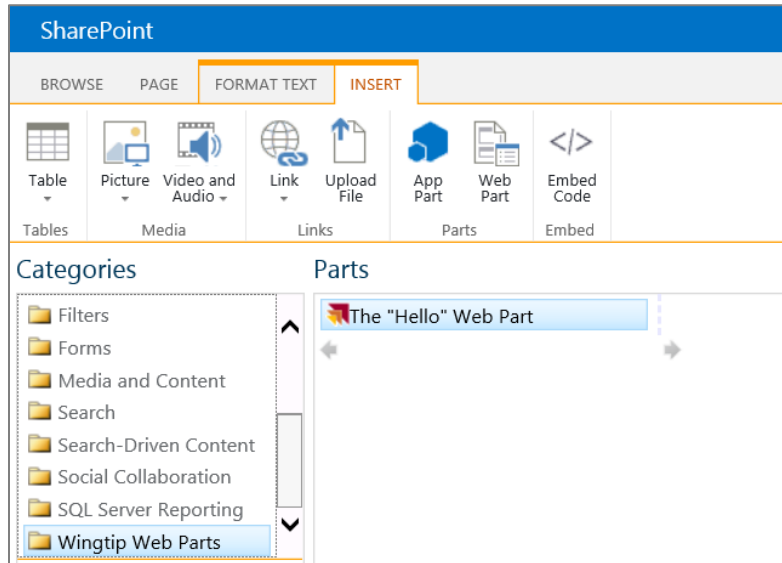 SharePoint
BROWSE PAGE FORMAT TEXT INSERT
Table Picture Video and Audio Link Upload File App Part Web Part Embed Code
Tables Media Links Parts Embed
Categories Parts
Filters
Forms
Media and Content
Search
Search-Driven Content
Social Collaboration
SQL Server Reporting
Wingtip Web Parts
The "Hello" Web Part